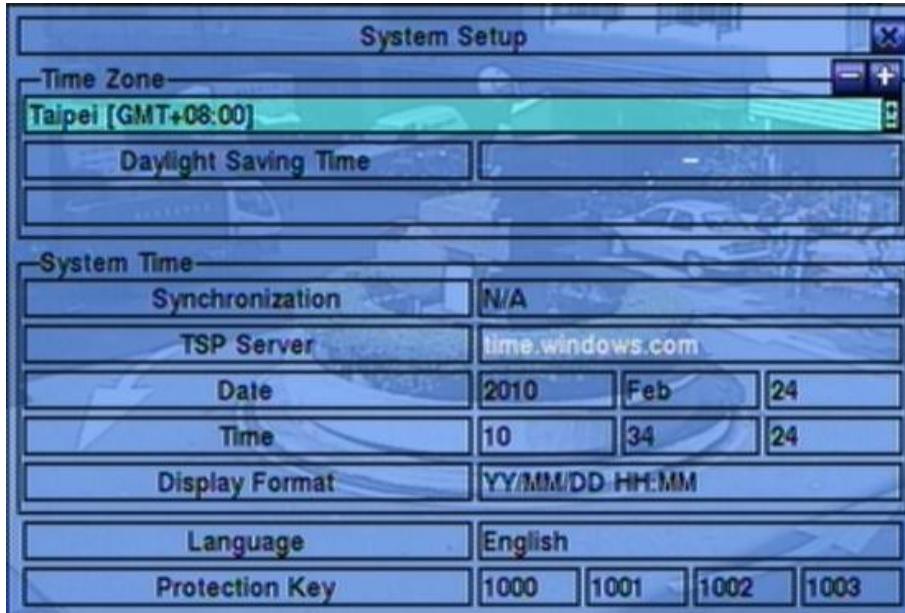 System Setup
Time Zone
Taipei [GMT+08:00]
Daylight Saving Time
System Time
Synchronization N/A
TSP Server time.windows.com
Date 2010 Feb 24
Time 10 34 24
Display Format YY/MM/DD HH:MM
Language English
Protection Key 1000 1001 1002 1003